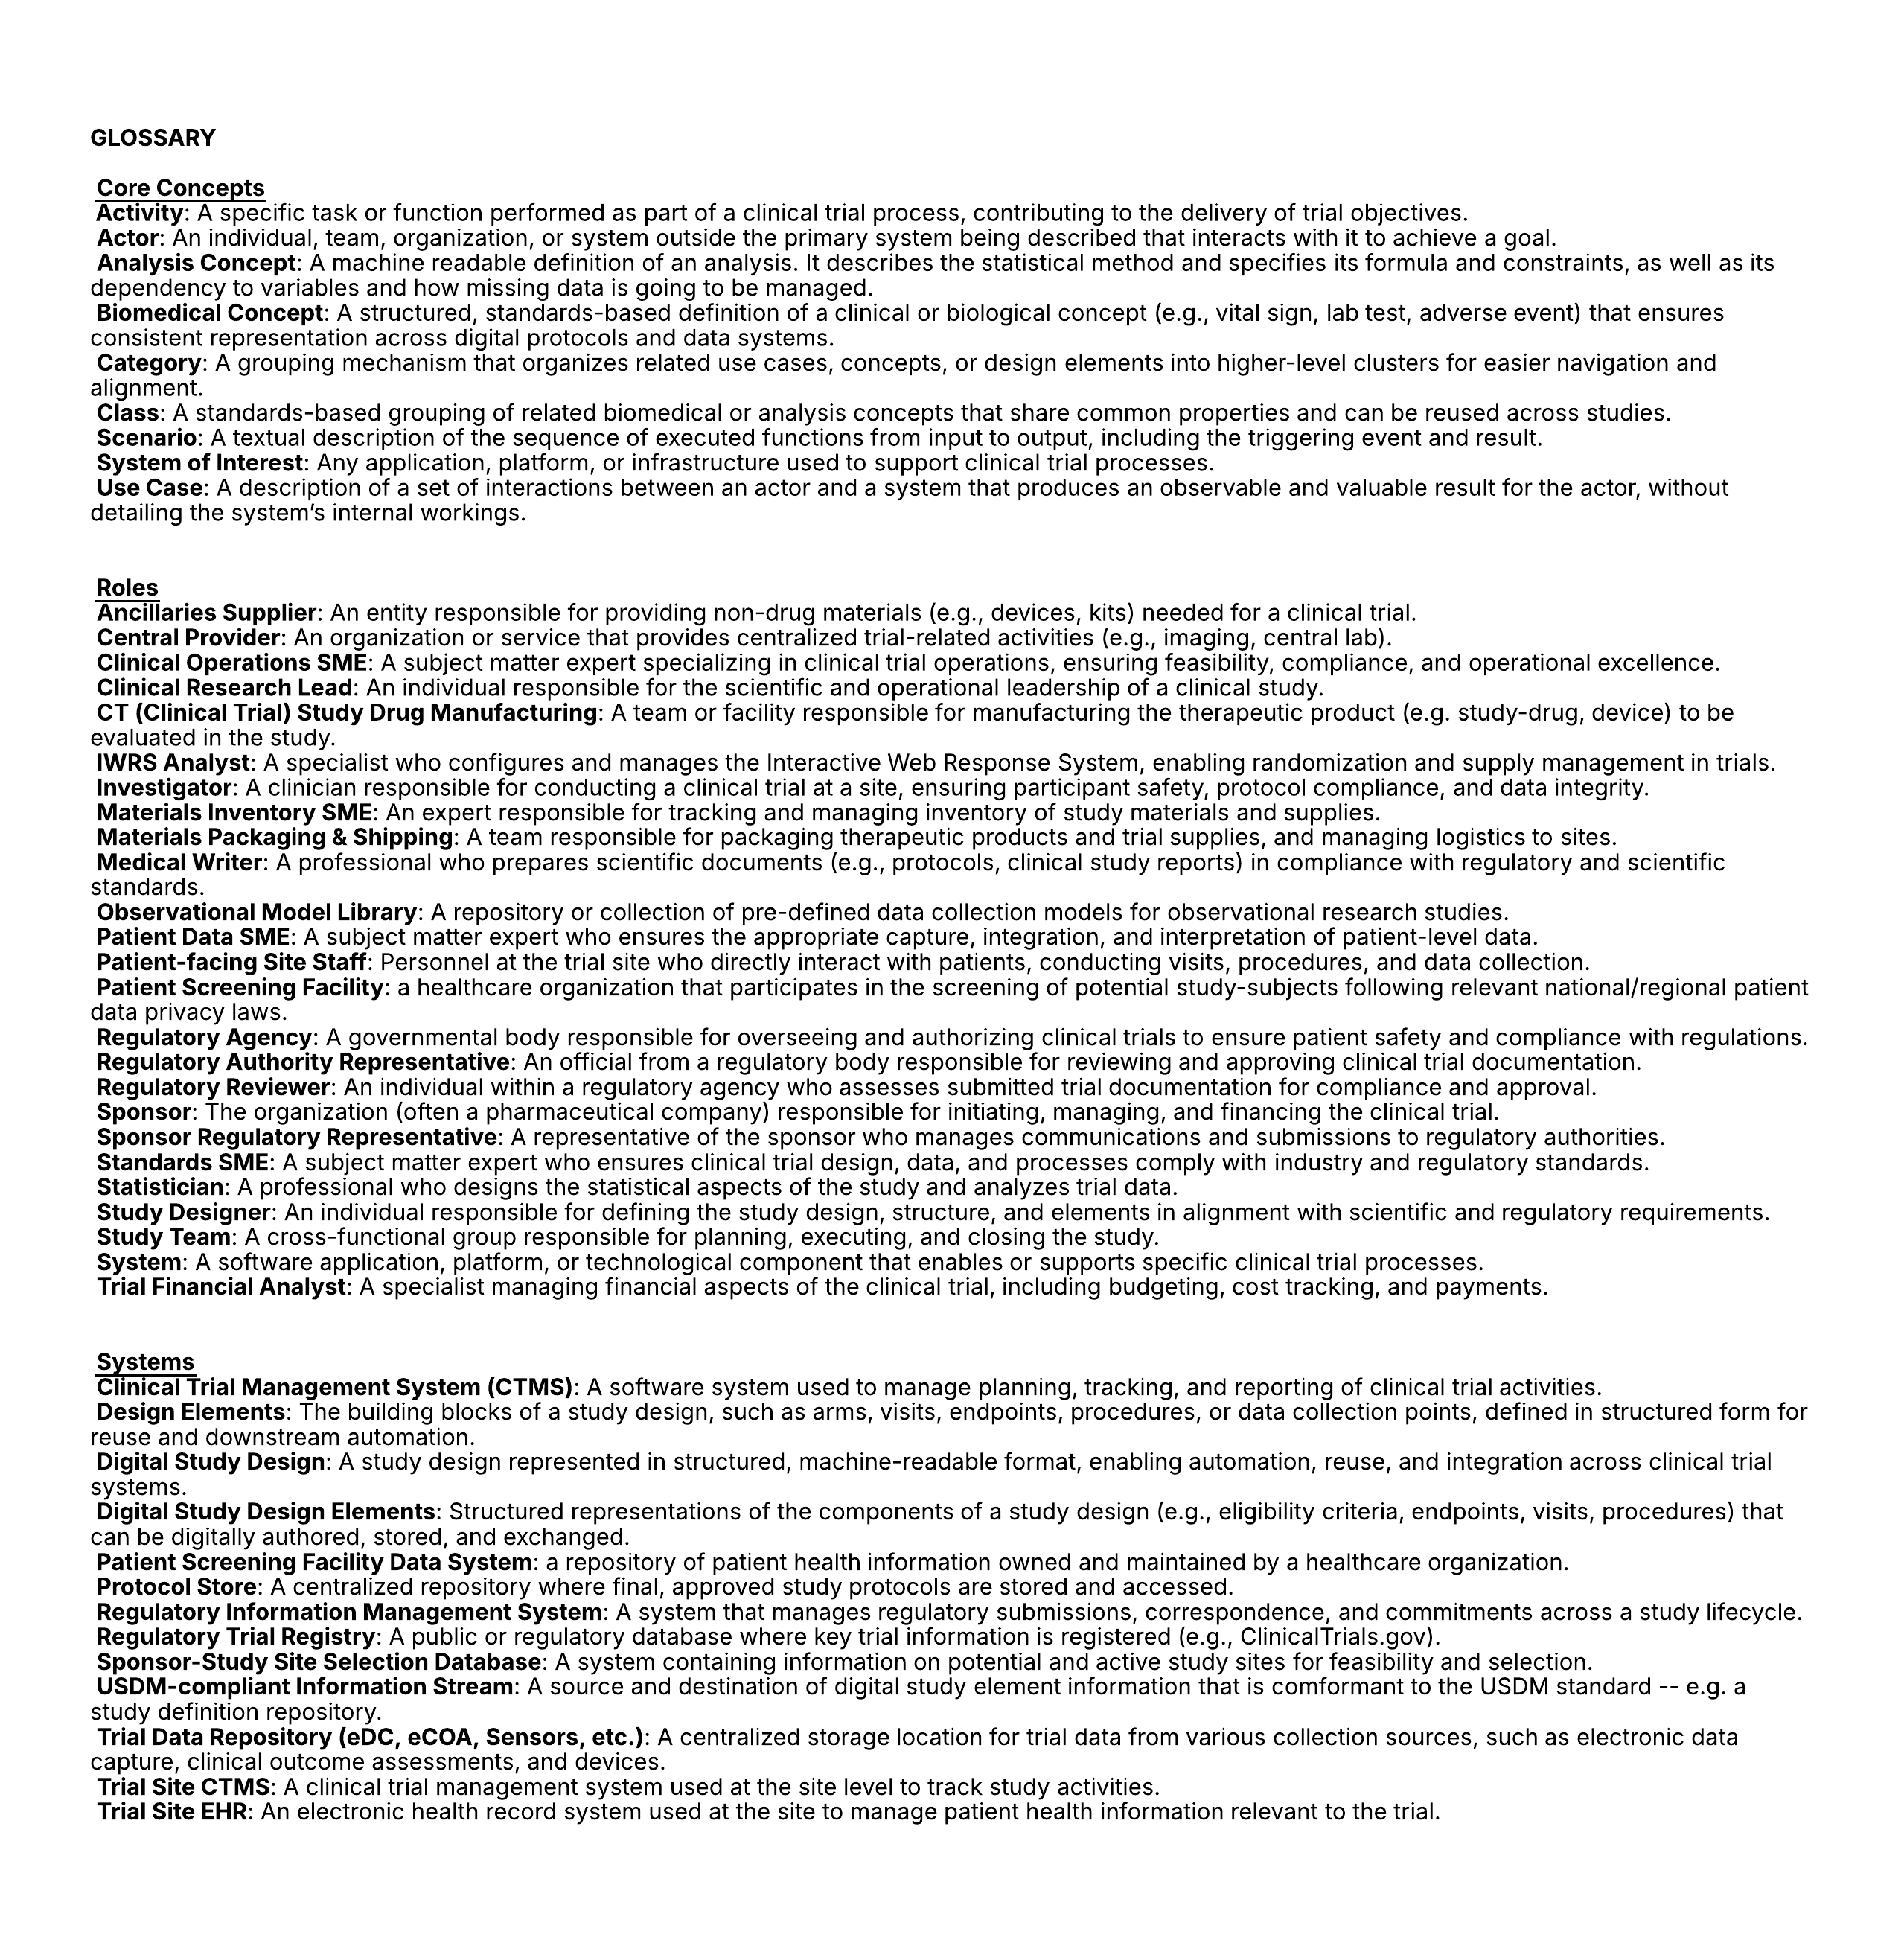 GLOSSARY
Core Concepts
Activity: A specific task or function performed as part of a clinical trial process, contributing to the delivery of trial objectives.
Actor: An individual, team, organization, or system outside the primary system being described that interacts with it to achieve a goal.
Analysis Concept: A machine readable definition of an analysis. It describes the statistical method and specifies its formula and constraints, as well as its
dependency to variables and how missing data is going to be managed.
Biomedical Concept: A structured, standards-based definition of a clinical or biological concept (e.g., vital sign, lab test, adverse event) that ensures
consistent representation across digital protocols and data systems.
Category: A grouping mechanism that organizes related use cases, concepts, or design elements into higher-level clusters for easier navigation and
alignment.
Class: A standards-based grouping of related biomedical or analysis concepts that share common properties and can be reused across studies.
Scenario: A textual description of the sequence of executed functions from input to output, including the triggering event and result.
System of Interest: Any application, platform, or infrastructure used to support clinical trial processes.
Use Case: A description of a set of interactions between an actor and a system that produces an observable and valuable result for the actor, without
detailing the system’s internal workings.
Roles
Ancillaries Supplier: An entity responsible for providing non-drug materials (e.g., devices, kits) needed for a clinical trial.
Central Provider: An organization or service that provides centralized trial-related activities (e.g., imaging, central lab).
Clinical Operations SME: A subject matter expert specializing in clinical trial operations, ensuring feasibility, compliance, and operational excellence.
Clinical Research Lead: An individual responsible for the scientific and operational leadership of a clinical study.
CT (Clinical Trial) Study Drug Manufacturing: A team or facility responsible for manufacturing the therapeutic product (e.g. study-drug, device) to be
evaluated in the study.
IWRS Analyst: A specialist who configures and manages the Interactive Web Response System, enabling randomization and supply management in trials.
Investigator: A clinician responsible for conducting a clinical trial at a site, ensuring participant safety, protocol compliance, and data integrity.
Materials Inventory SME: An expert responsible for tracking and managing inventory of study materials and supplies.
Materials Packaging & Shipping: A team responsible for packaging therapeutic products and trial supplies, and managing logistics to sites.
Medical Writer: A professional who prepares scientific documents (e.g., protocols, clinical study reports) in compliance with regulatory and scientific
standards.
Observational Model Library: A repository or collection of pre-defined data collection models for observational research studies.
Patient Data SME: A subject matter expert who ensures the appropriate capture, integration, and interpretation of patient-level data.
Patient-facing Site Staff: Personnel at the trial site who directly interact with patients, conducting visits, procedures, and data collection.
Patient Screening Facility: a healthcare organization that participates in the screening of potential study-subjects following relevant national/regional patient
data privacy laws.
Regulatory Agency: A governmental body responsible for overseeing and authorizing clinical trials to ensure patient safety and compliance with regulations.
Regulatory Authority Representative: An official from a regulatory body responsible for reviewing and approving clinical trial documentation.
Regulatory Reviewer: An individual within a regulatory agency who assesses submitted trial documentation for compliance and approval.
Sponsor: The organization (often a pharmaceutical company) responsible for initiating, managing, and financing the clinical trial.
Sponsor Regulatory Representative: A representative of the sponsor who manages communications and submissions to regulatory authorities.
Standards SME: A subject matter expert who ensures clinical trial design, data, and processes comply with industry and regulatory standards.
Statistician: A professional who designs the statistical aspects of the study and analyzes trial data.
Study Designer: An individual responsible for defining the study design, structure, and elements in alignment with scientific and regulatory requirements.
Study Team: A cross-functional group responsible for planning, executing, and closing the study.
System: A software application, platform, or technological component that enables or supports specific clinical trial processes.
Trial Financial Analyst: A specialist managing financial aspects of the clinical trial, including budgeting, cost tracking, and payments.
Systems
Clinical Trial Management System (CTMS): A software system used to manage planning, tracking, and reporting of clinical trial activities.
Design Elements: The building blocks of a study design, such as arms, visits, endpoints, procedures, or data collection points, defined in structured form for
reuse and downstream automation.
Digital Study Design: A study design represented in structured, machine-readable format, enabling automation, reuse, and integration across clinical trial
systems.
Digital Study Design Elements: Structured representations of the components of a study design (e.g., eligibility criteria, endpoints, visits, procedures) that
can be digitally authored, stored, and exchanged.
Patient Screening Facility Data System: a repository of patient health information owned and maintained by a healthcare organization.
Protocol Store: A centralized repository where final, approved study protocols are stored and accessed.
Regulatory Information Management System: A system that manages regulatory submissions, correspondence, and commitments across a study lifecycle.
Regulatory Trial Registry: A public or regulatory database where key trial information is registered (e.g., ClinicalTrials.gov).
Sponsor-Study Site Selection Database: A system containing information on potential and active study sites for feasibility and selection.
USDM-compliant Information Stream: A source and destination of digital study element information that is comformant to the USDM standard -- e.g. a
study definition repository.
Trial Data Repository (eDC, eCOA, Sensors, etc.): A centralized storage location for trial data from various collection sources, such as electronic data
capture, clinical outcome assessments, and devices.
Trial Site CTMS: A clinical trial management system used at the site level to track study activities.
Trial Site EHR: An electronic health record system used at the site to manage patient health information relevant to the trial.